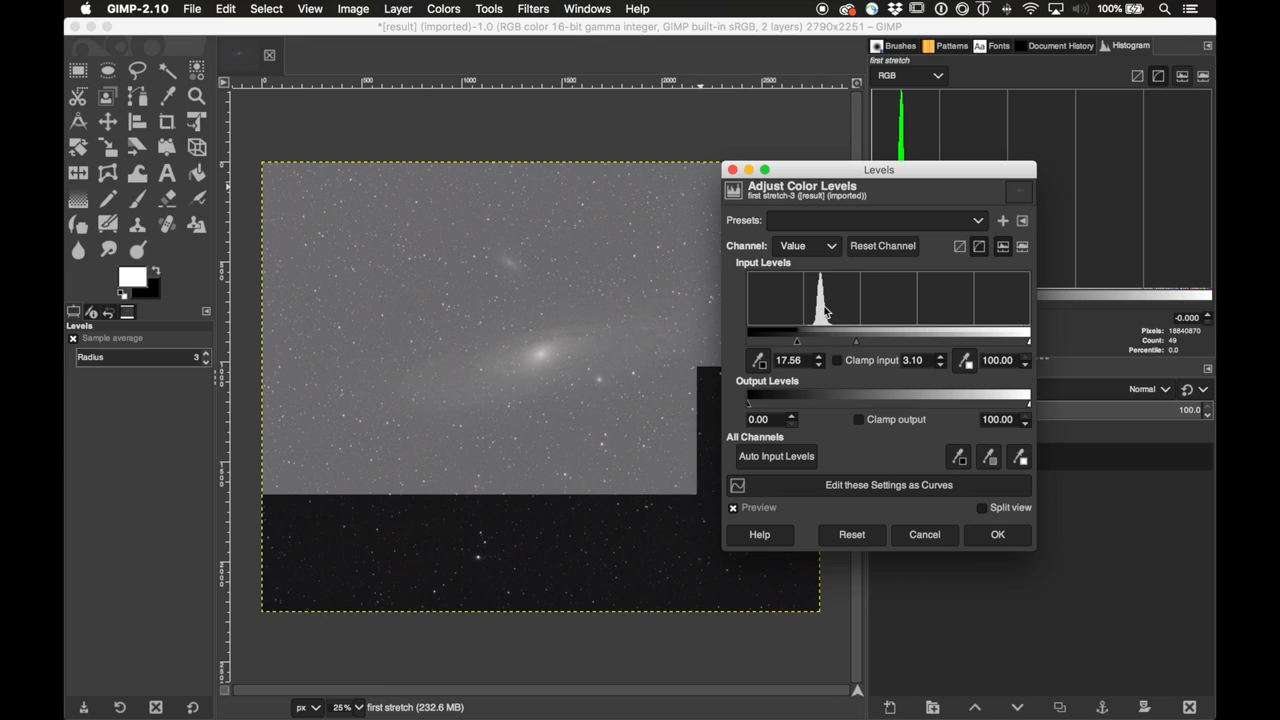 GIMP-2.10 File Edit Select View Image Layer Colors Tools Filters Windows Help 100%
*[result] (imported)-1.0 (RGB color 16-bit gamma integer, GIMP built-in sRGB, 2 layers) 2790x2251 – GIMP
Brushes Patterns Aa Fonts Document History Histogram
first stretch
RGB
0 500 1000 1500 2000 2500
Levels
Adjust Color Levels
first stretch-3 ([result] (imported))
Presets:
Channel: Value Reset Channel
Input Levels
-0.000
Pixels: 18840870
Count: 49
Percentile: 0.0
Levels
Sample average
Radius 3
17.56 Clamp input 3.10 100.00
Output Levels
Normal
100.0
0.00 Clamp output 100.00
All Channels
Auto Input Levels
Edit these Settings as Curves
Preview Split view
Help Reset Cancel OK
px 25% first stretch (232.6 MB)